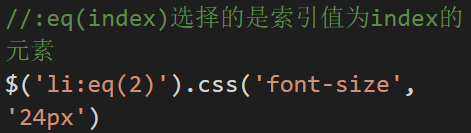 //:eq(index)选择的是索引值为index的
元素
$('li:eq(2)').css('font-size',
'24px')